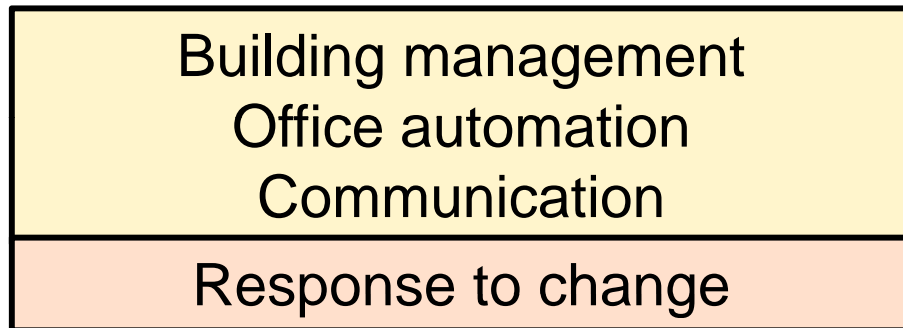 Building management
Office automation
Communication
Response to change